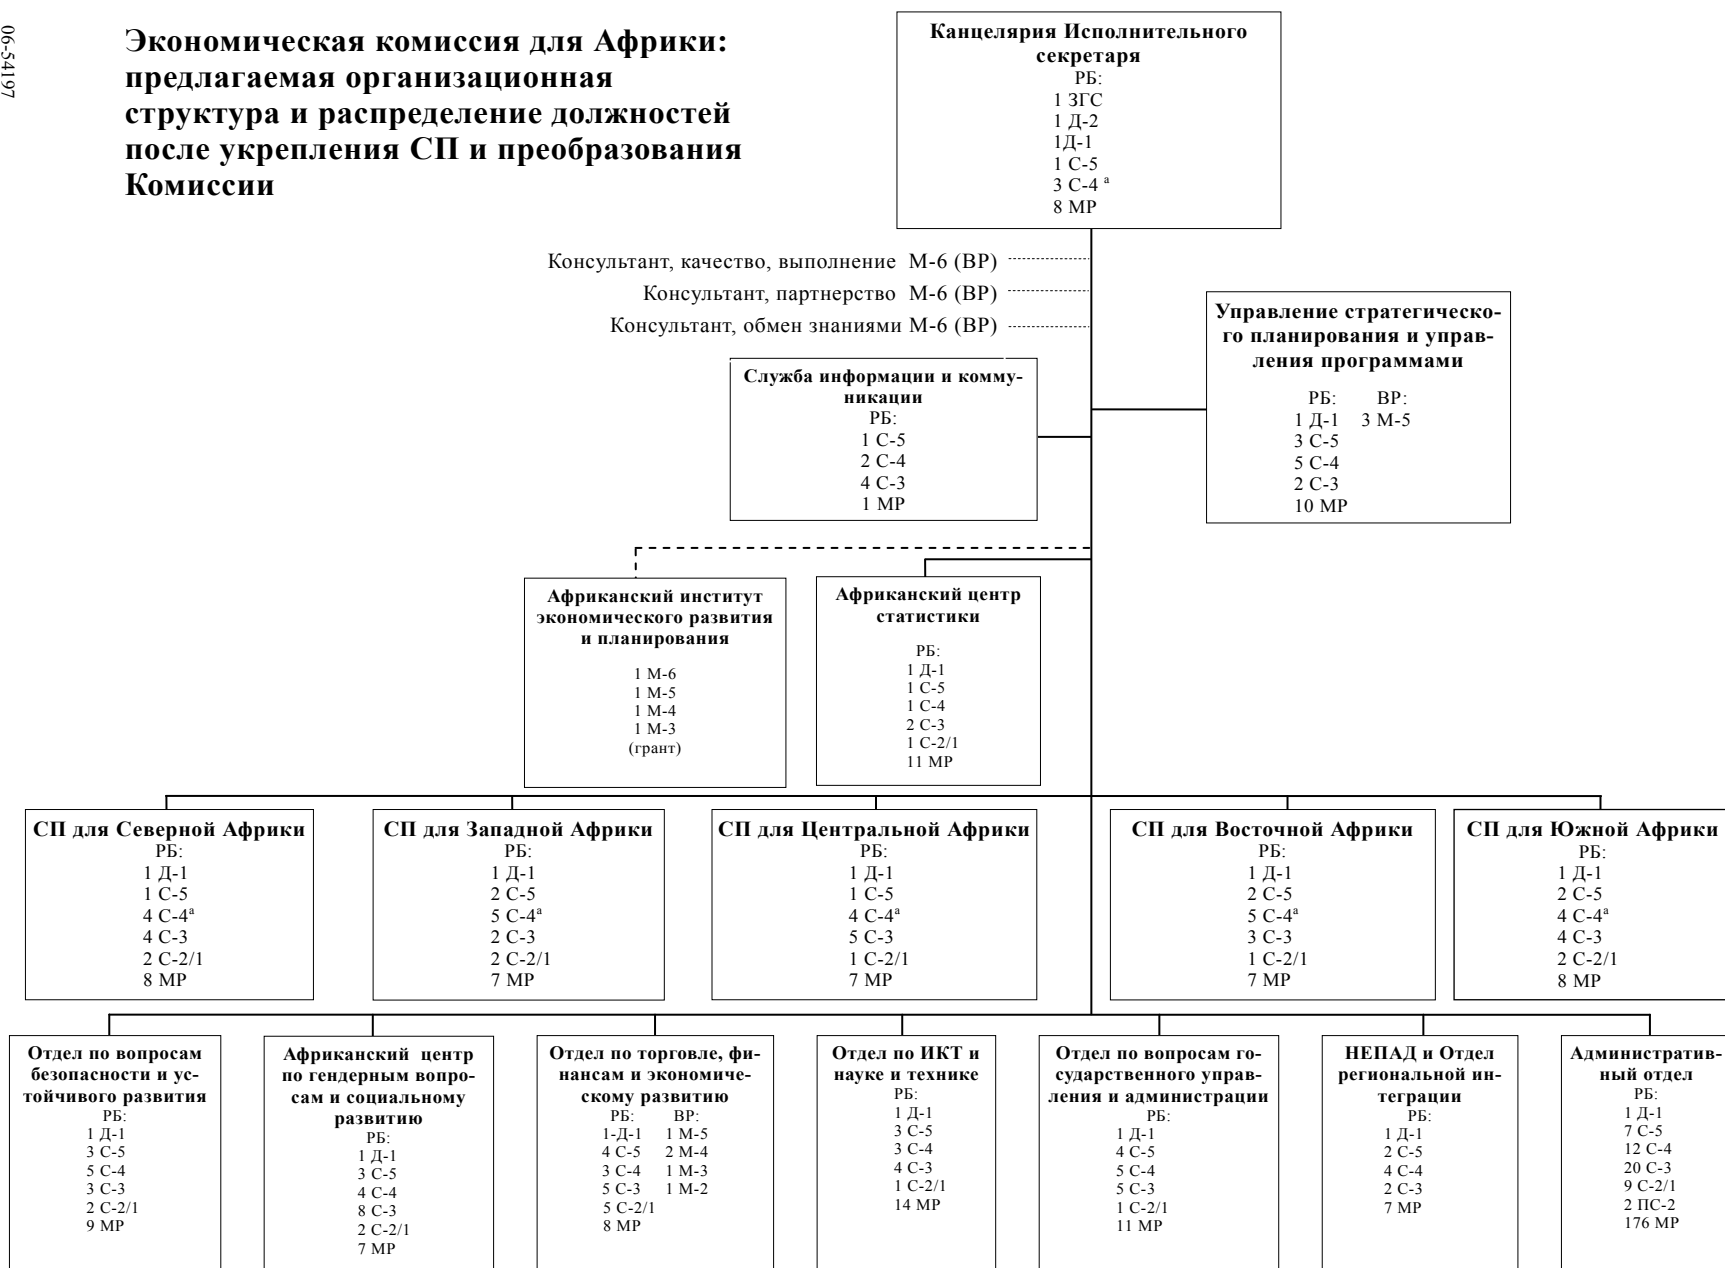 06-54197
Экономическая комиссия для Африки:
предлагаемая организационная
структура и распределение должностей
после укрепления СП и преобразования
Комиссии
Канцелярия Исполнительного
секретаря
РБ:
1 ЗГС
1 Д-2
1Д-1
1 С-5
3 С-4 ª
8 МР
Консультант, качество, выполнение М-6 (ВР)
Консультант, партнерство М-6 (ВР)
Консультант, обмен знаниями М-6 (ВР)
Управление стратегическо-
го планирования и управ-
ления программами
РБ: ВР:
1 Д-1 3 М-5
3 С-5
5 С-4
2 С-3
10 МР
Служба информации и комму-
никации
РБ:
1 С-5
2 С-4
4 С-3
1 МР
Африканский институт
экономического развития
и планирования
1 М-6
1 М-5
1 М-4
1 М-3
(грант)
Африканский центр
статистики
РБ:
1 Д-1
1 С-5
1 С-4
2 С-3
1 С-2/1
11 МР
СП для Северной Африки
РБ:
1 Д-1
1 С-5
4 С-4ª
4 С-3
2 С-2/1
8 МР
СП для Западной Африки
РБ:
1 Д-1
2 С-5
5 С-4ª
2 С-3
2 С-2/1
7 МР
СП для Центральной Африки
РБ:
1 Д-1
1 С-5
4 С-4ª
5 С-3
1 С-2/1
7 МР
СП для Восточной Африки
РБ:
1 Д-1
2 С-5
5 С-4ª
3 С-3
1 С-2/1
7 МР
СП для Южной Африки
РБ:
1 Д-1
2 С-5
4 С-4ª
4 С-3
2 С-2/1
8 МР
Отдел по вопросам
безопасности и ус-
тойчивого развития
РБ:
1 Д-1
3 С-5
5 С-4
3 С-3
2 С-2/1
9 МР
Африканский центр
по гендерным вопро-
сам и социальному
развитию
РБ:
1 Д-1
3 С-5
4 С-4
8 С-3
2 С-2/1
7 МР
Отдел по торговле, фи-
нансам и экономиче-
скому развитию
РБ: ВР:
1-Д-1 1 М-5
4 С-5 2 М-4
3 С-4 1 М-3
5 С-3 1 М-2
5 С-2/1
8 МР
Отдел по ИКТ и
науке и технике
РБ:
1 Д-1
3 С-5
3 С-4
4 С-3
1 С-2/1
14 МР
Отдел по вопросам го-
сударственного управ-
ления и администрации
РБ:
1 Д-1
4 С-5
5 С-4
5 С-3
1 С-2/1
11 МР
НЕПАД и Отдел
региональной ин-
теграции
РБ:
1 Д-1
2 С-5
4 С-4
2 С-3
7 МР
Административ-
ный отдел
РБ:
1 Д-1
7 С-5
12 С-4
20 С-3
9 С-2/1
2 ПС-2
176 МР